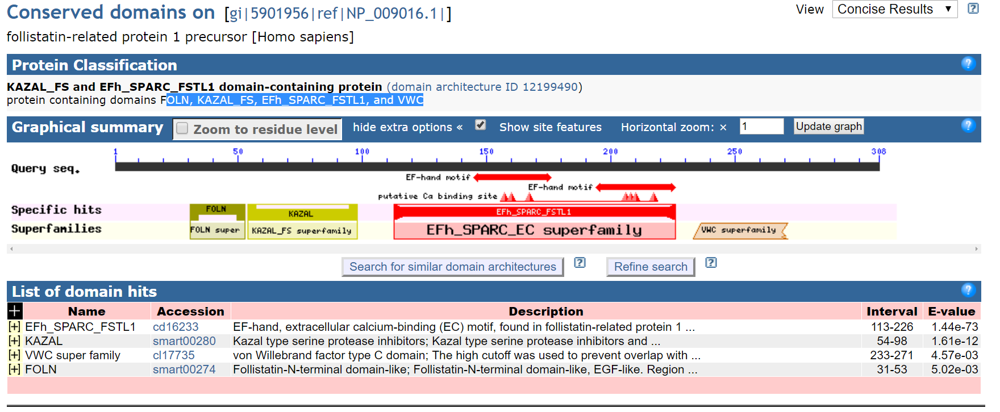 Conserved domains on [gi|5901956|ref|NP_009016.1|]
View Concise Results ▼ ?
follistatin-related protein 1 precursor [Homo sapiens]
Protein Classification ?
KAZAL_FS and EFh_SPARC_FSTL1 domain-containing protein (domain architecture ID 12199490)
protein containing domains FOLN, KAZAL_FS, EFh_SPARC_FSTL1, and VWC
Graphical summary Zoom to residue level hide extra options « Show site features Horizontal zoom: × 1 Update graph ?
1 50 100 150 200 250 308
Query seq.
EF-hand motif
EF-hand motif
putative Ca binding site
Specific hits FOLN KAZAL EFh_SPARC_FSTL1
Superfamilies FOLN super KAZAL_FS superfamily EFh_SPARC_EC superfamily VWC superfamily
Search for similar domain architectures ? Refine search ?
List of domain hits ?
+ Name Accession Description Interval E-value
[+] EFh_SPARC_FSTL1 cd16233 EF-hand, extracellular calcium-binding (EC) motif, found in follistatin-related protein 1 ... 113-226 1.44e-73
[+] KAZAL smart00280 Kazal type serine protease inhibitors; Kazal type serine protease inhibitors and ... 54-98 1.61e-12
[+] VWC super family cl17735 von Willebrand factor type C domain; The high cutoff was used to prevent overlap with ... 233-271 4.57e-03
[+] FOLN smart00274 Follistatin-N-terminal domain-like; Follistatin-N-terminal domain-like, EGF-like. Region ... 31-53 5.02e-03